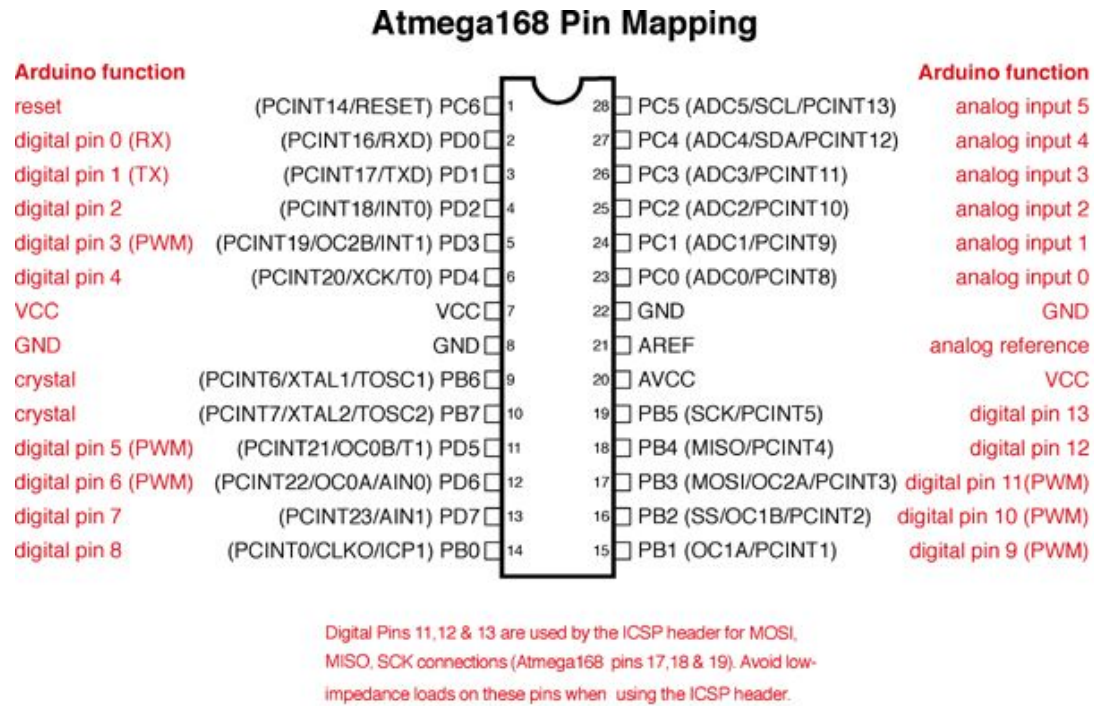 Atmega168 Pin Mapping
Arduino function Arduino function
reset (PCINT14/RESET) PC6 1 28 PC5 (ADC5/SCL/PCINT13) analog input 5
digital pin 0 (RX) (PCINT16/RXD) PD0 2 27 PC4 (ADC4/SDA/PCINT12) analog input 4
digital pin 1 (TX) (PCINT17/TXD) PD1 3 26 PC3 (ADC3/PCINT11) analog input 3
digital pin 2 (PCINT18/INT0) PD2 4 25 PC2 (ADC2/PCINT10) analog input 2
digital pin 3 (PWM) (PCINT19/OC2B/INT1) PD3 5 24 PC1 (ADC1/PCINT9) analog input 1
digital pin 4 (PCINT20/XCK/T0) PD4 6 23 PC0 (ADC0/PCINT8) analog input 0
VCC VCC 7 22 GND GND
GND GND 8 21 AREF analog reference
crystal (PCINT6/XTAL1/TOSC1) PB6 9 20 AVCC VCC
crystal (PCINT7/XTAL2/TOSC2) PB7 10 19 PB5 (SCK/PCINT5) digital pin 13
digital pin 5 (PWM) (PCINT21/OC0B/T1) PD5 11 18 PB4 (MISO/PCINT4) digital pin 12
digital pin 6 (PWM) (PCINT22/OC0A/AIN0) PD6 12 17 PB3 (MOSI/OC2A/PCINT3) digital pin 11(PWM)
digital pin 7 (PCINT23/AIN1) PD7 13 16 PB2 (SS/OC1B/PCINT2) digital pin 10 (PWM)
digital pin 8 (PCINT0/CLKO/ICP1) PB0 14 15 PB1 (OC1A/PCINT1) digital pin 9 (PWM)
Digital Pins 11,12 & 13 are used by the ICSP header for MOSI,
MISO, SCK connections (Atmega168 pins 17,18 & 19). Avoid low-
impedance loads on these pins when using the ICSP header.